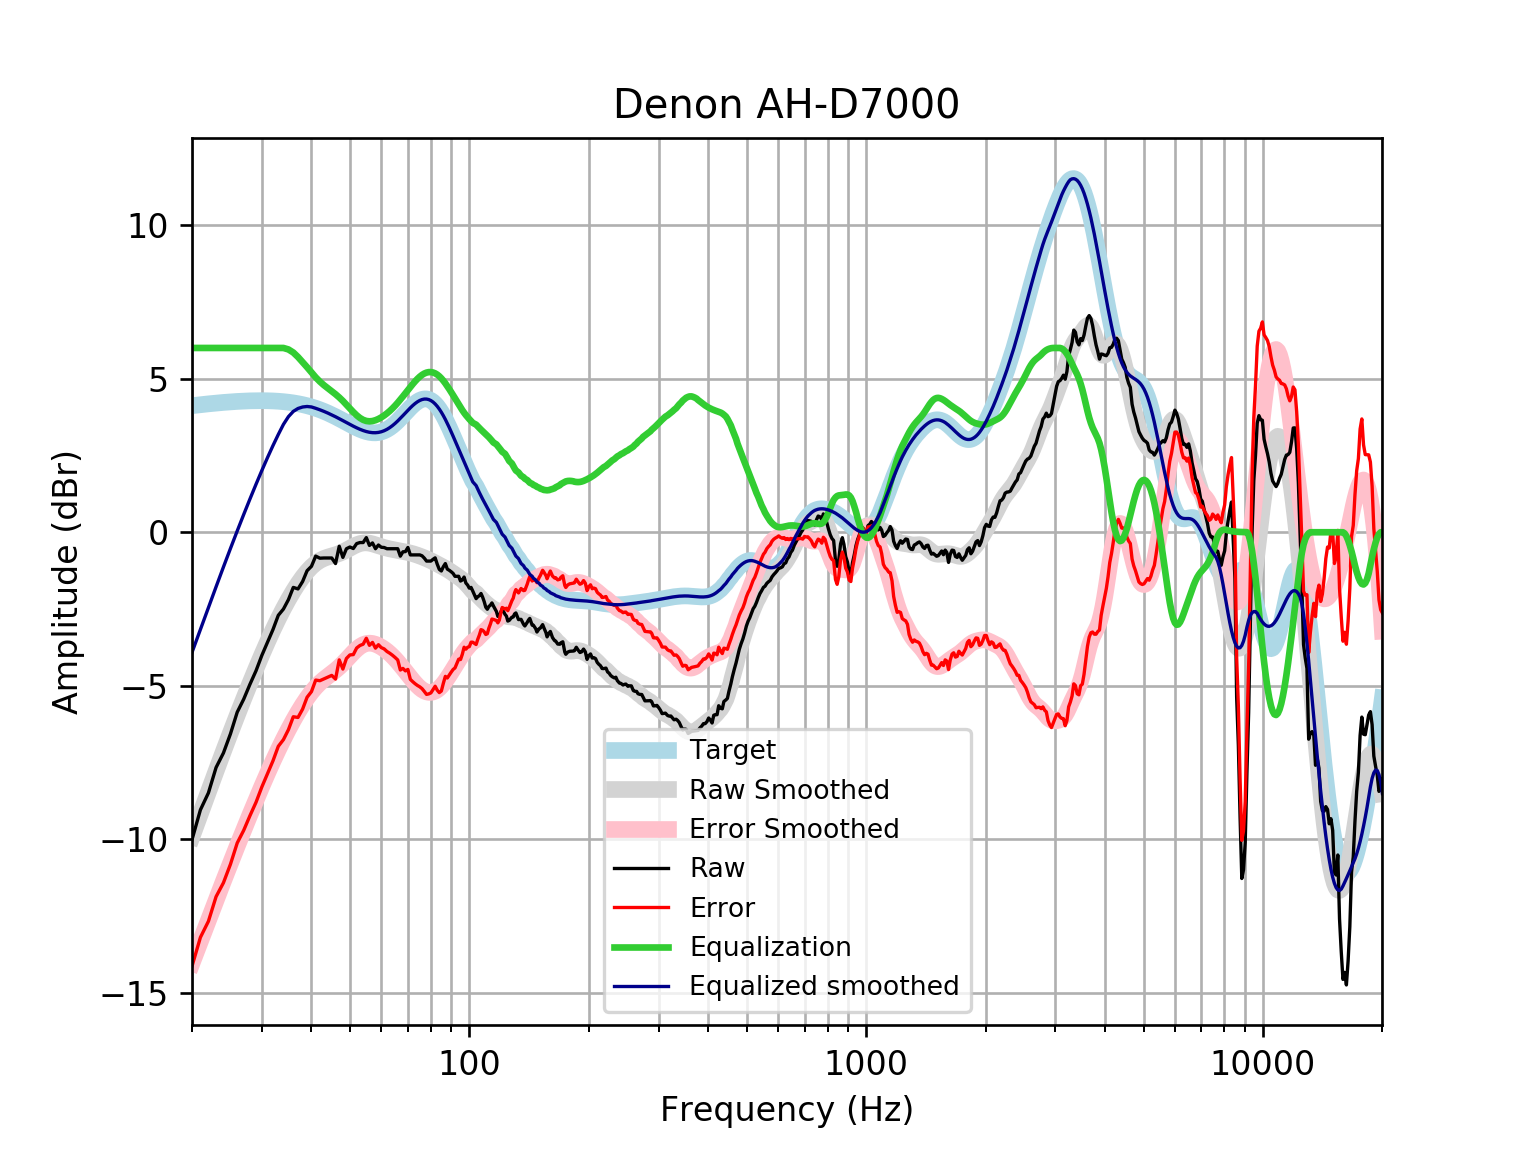 Denon AH-D7000
Amplitude (dBr)
10
5
0
−5
−10
−15
Target
Raw Smoothed
Error Smoothed
Raw
Error
Equalization
Equalized smoothed
100
1000
10000
Frequency (Hz)